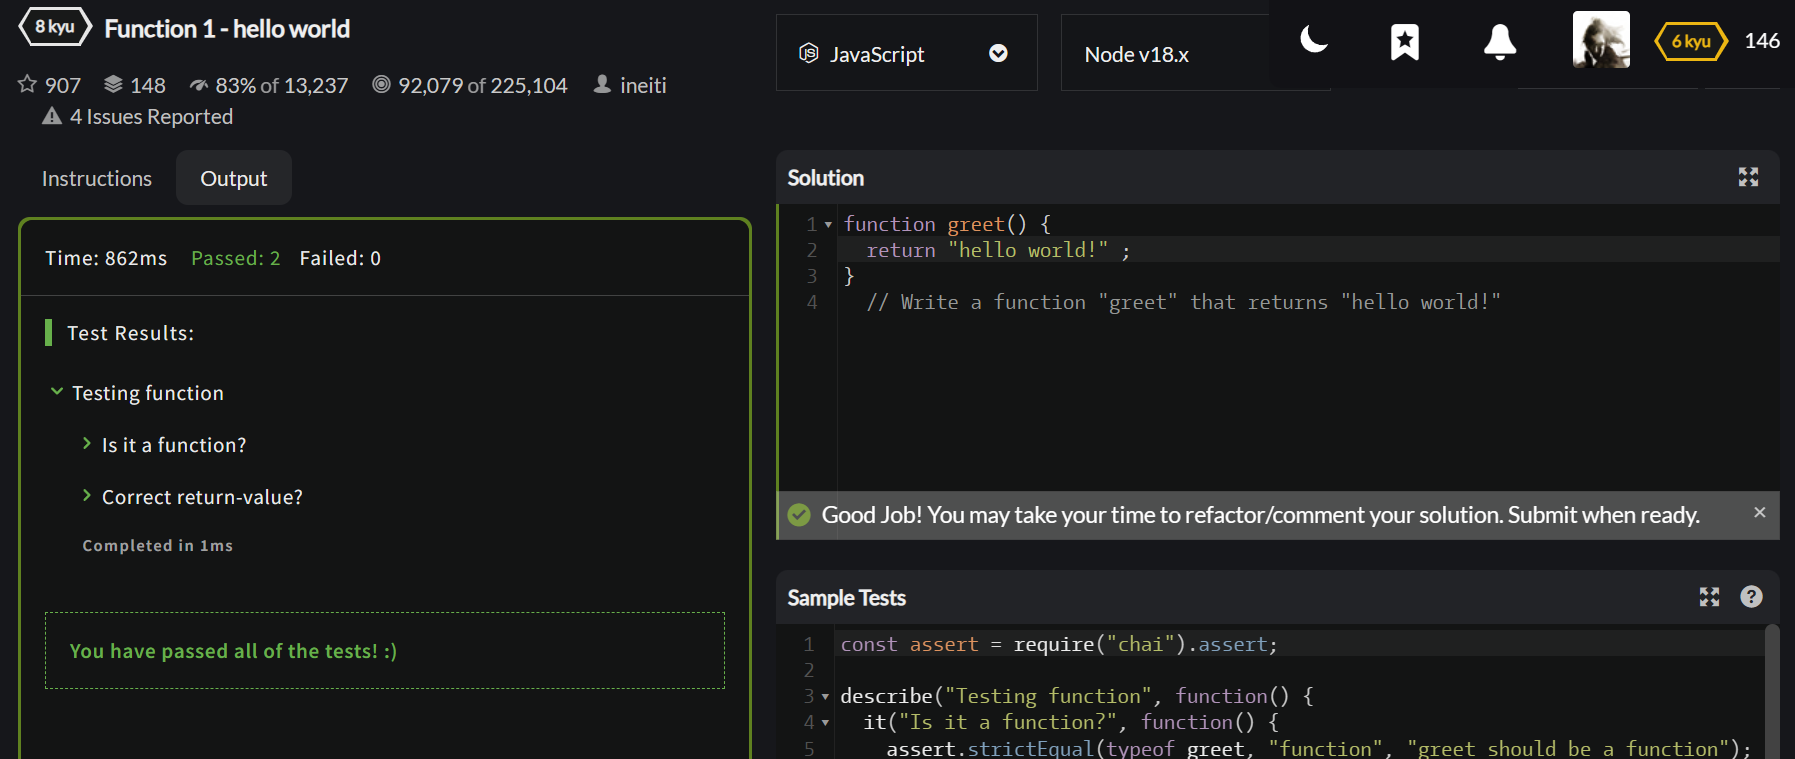 8 kyu Function 1 - hello world
907 148 83% of 13,237 92,079 of 225,104 ineiti
4 Issues Reported
JavaScript
Node v18.x
6 kyu 146
Instructions Output
Time: 862ms Passed: 2 Failed: 0
Test Results:
Testing function
Is it a function?
Correct return-value?
Completed in 1ms
You have passed all of the tests! :)
Solution
1 function greet() {
2 return "hello world!" ;
3 }
4 // Write a function "greet" that returns "hello world!"
Good Job! You may take your time to refactor/comment your solution. Submit when ready.
Sample Tests
1 const assert = require("chai").assert;
2
3 describe("Testing function", function() {
4 it("Is it a function?", function() {
5 assert.strictEqual(typeof greet, "function", "greet should be a function");